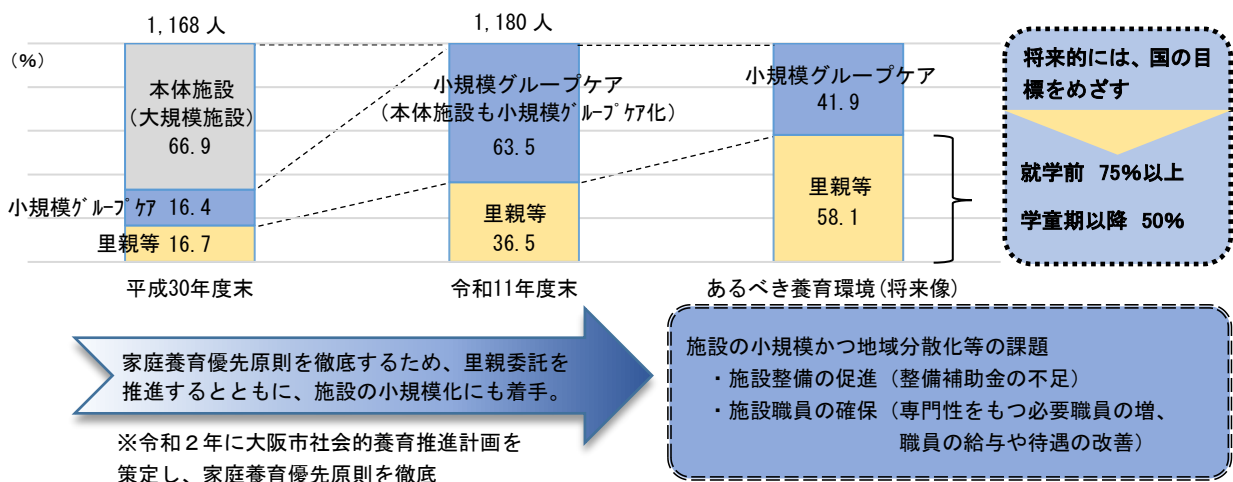 1,168 人
1,180 人
(%)
本体施設
（大規模施設）
66.9
小規模ｸﾞﾙｰﾌﾟｹｱ 16.4
里親等 16.7
平成30年度末
小規模グループケア
（本体施設も小規模ｸﾞﾙｰﾌﾟｹｱ化）
63.5
里親等
36.5
令和11年度末
小規模グループケア
41.9
里親等
58.1
あるべき養育環境(将来像)
将来的には、国の目
標をめざす
就学前 75%以上
学童期以降 50%
家庭養育優先原則を徹底するため、里親委託を
推進するとともに、施設の小規模化にも着手。
※令和２年に大阪市社会的養育推進計画を
策定し、家庭養育優先原則を徹底
施設の小規模かつ地域分散化等の課題
・施設整備の促進（整備補助金の不足）
・施設職員の確保（専門性をもつ必要職員の増、
職員の給与や待遇の改善）